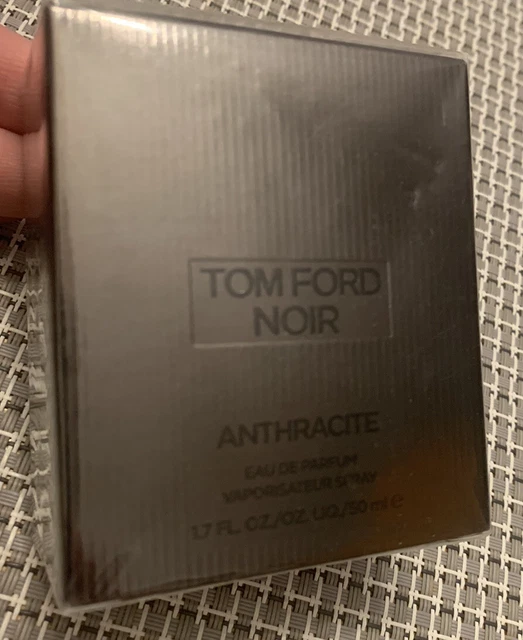 TOM FORD
NOIR
ANTHRACITE
EAU DE PARFUM
VAPORISATEUR SPRAY
1.7 FL. OZ./OZ. LIQ./50 ml e